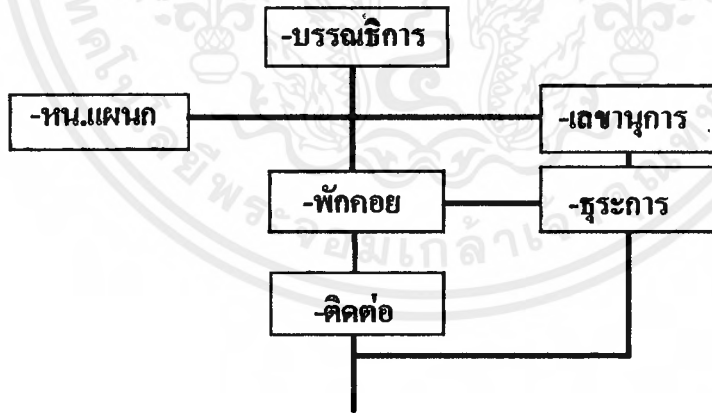 -บรรณธิการ
-หน.แผนก
-เลขานุการ
-พักคอย
-ธุระการ
-ติดต่อ